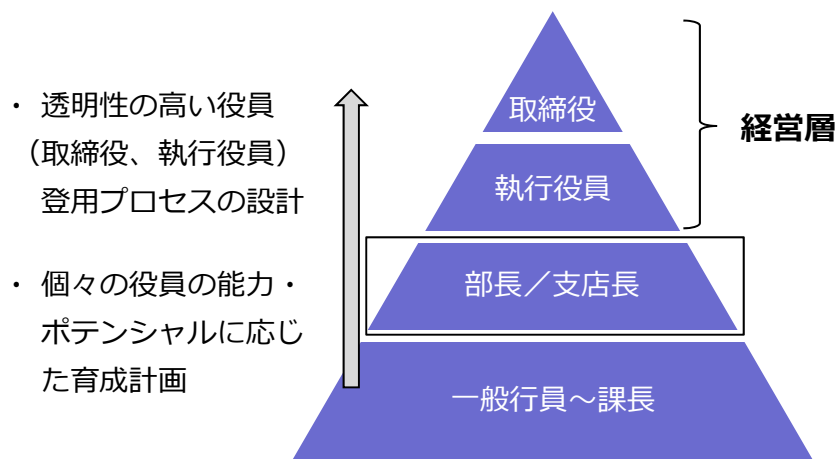 ・ 透明性の高い役員
（取締役、執行役員）
登用プロセスの設計
・ 個々の役員の能力・
ポテンシャルに応じ
た育成計画
取締役
執行役員
部長／支店長
一般行員～課長
経営層